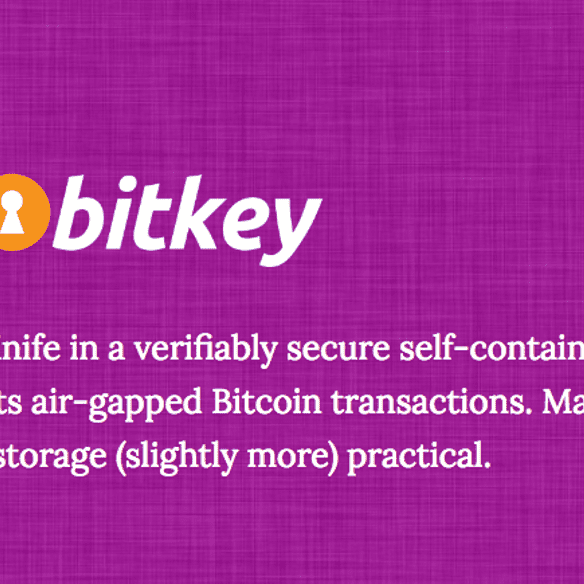 bitkey
nife in a verifiably secure self-contain
ts air-gapped Bitcoin transactions. Ma
storage (slightly more) practical.